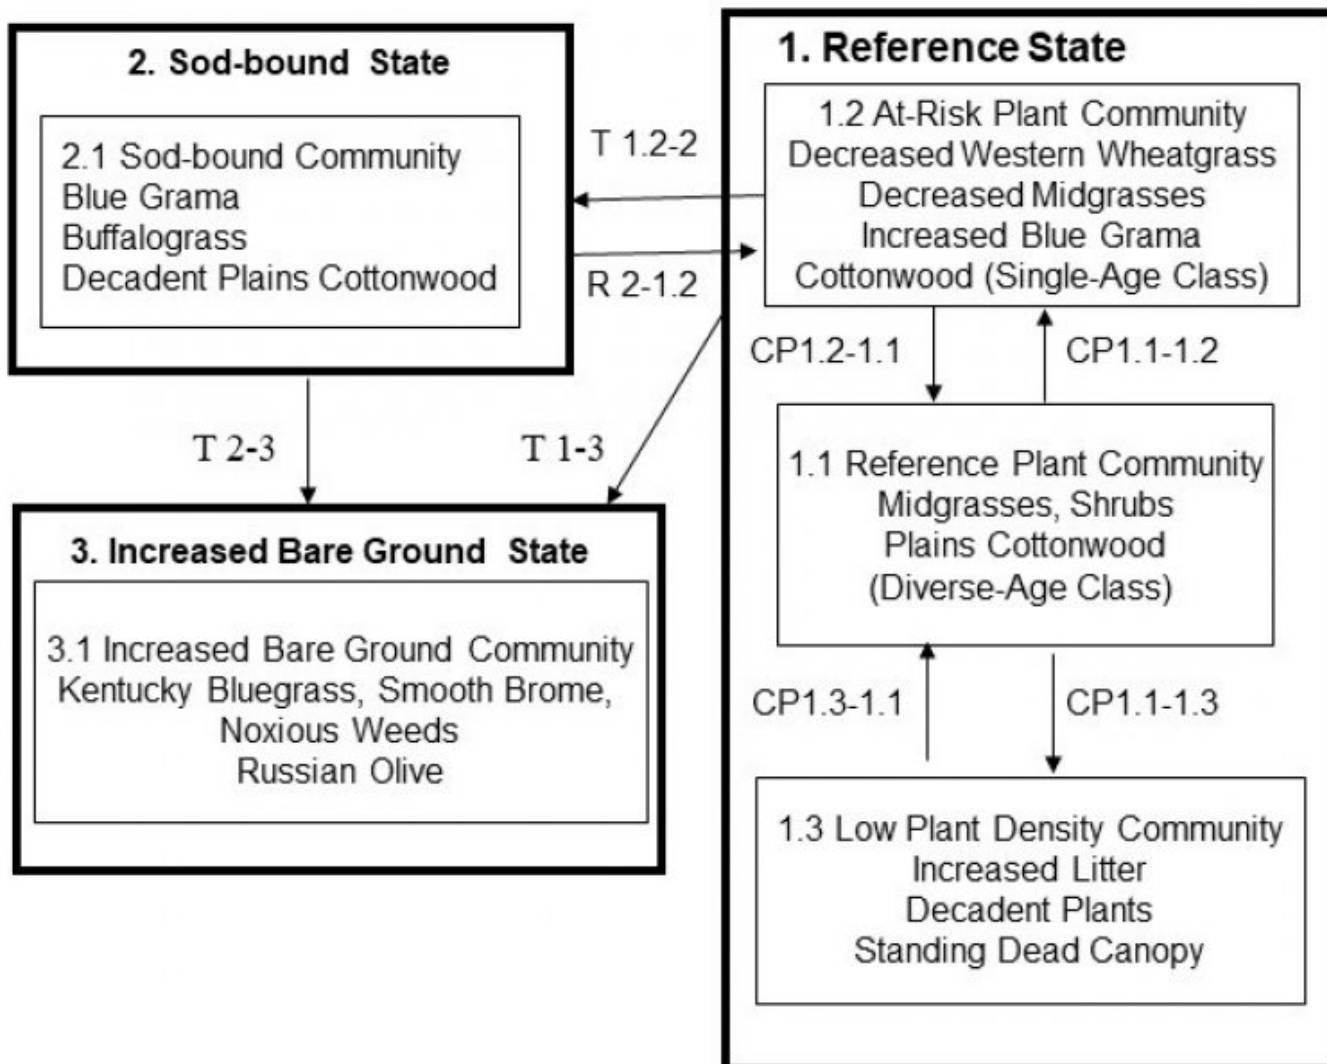 2. Sod-bound State
2.1 Sod-bound Community
Blue Grama
Buffalograss
Decadent Plains Cottonwood
T 1.2-2
R 2-1.2
1. Reference State
1.2 At-Risk Plant Community
Decreased Western Wheatgrass
Decreased Midgrasses
Increased Blue Grama
Cottonwood (Single-Age Class)
CP1.2-1.1
CP1.1-1.2
T 2-3
T 1-3
1.1 Reference Plant Community
Midgrasses, Shrubs
Plains Cottonwood
(Diverse-Age Class)
3. Increased Bare Ground State
3.1 Increased Bare Ground Community
Kentucky Bluegrass, Smooth Brome,
Noxious Weeds
Russian Olive
CP1.3-1.1
CP1.1-1.3
1.3 Low Plant Density Community
Increased Litter
Decadent Plants
Standing Dead Canopy